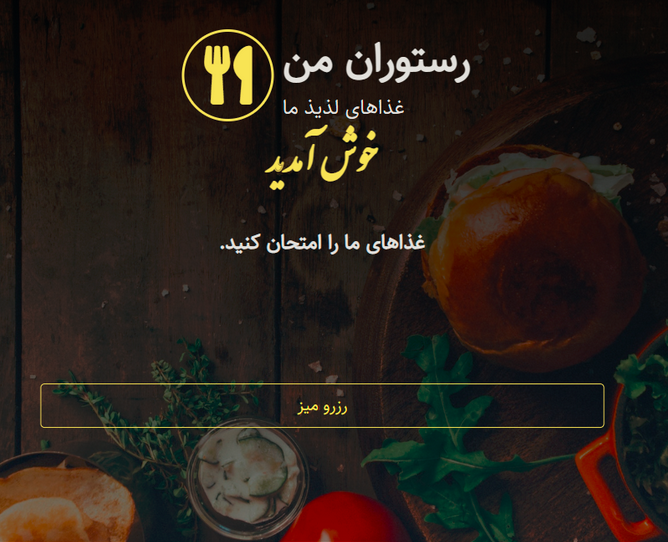 رستوران من
غذاهای لذیذ ما
خوش آمدید
غذاهای ما را امتحان کنید.
رزرو میز